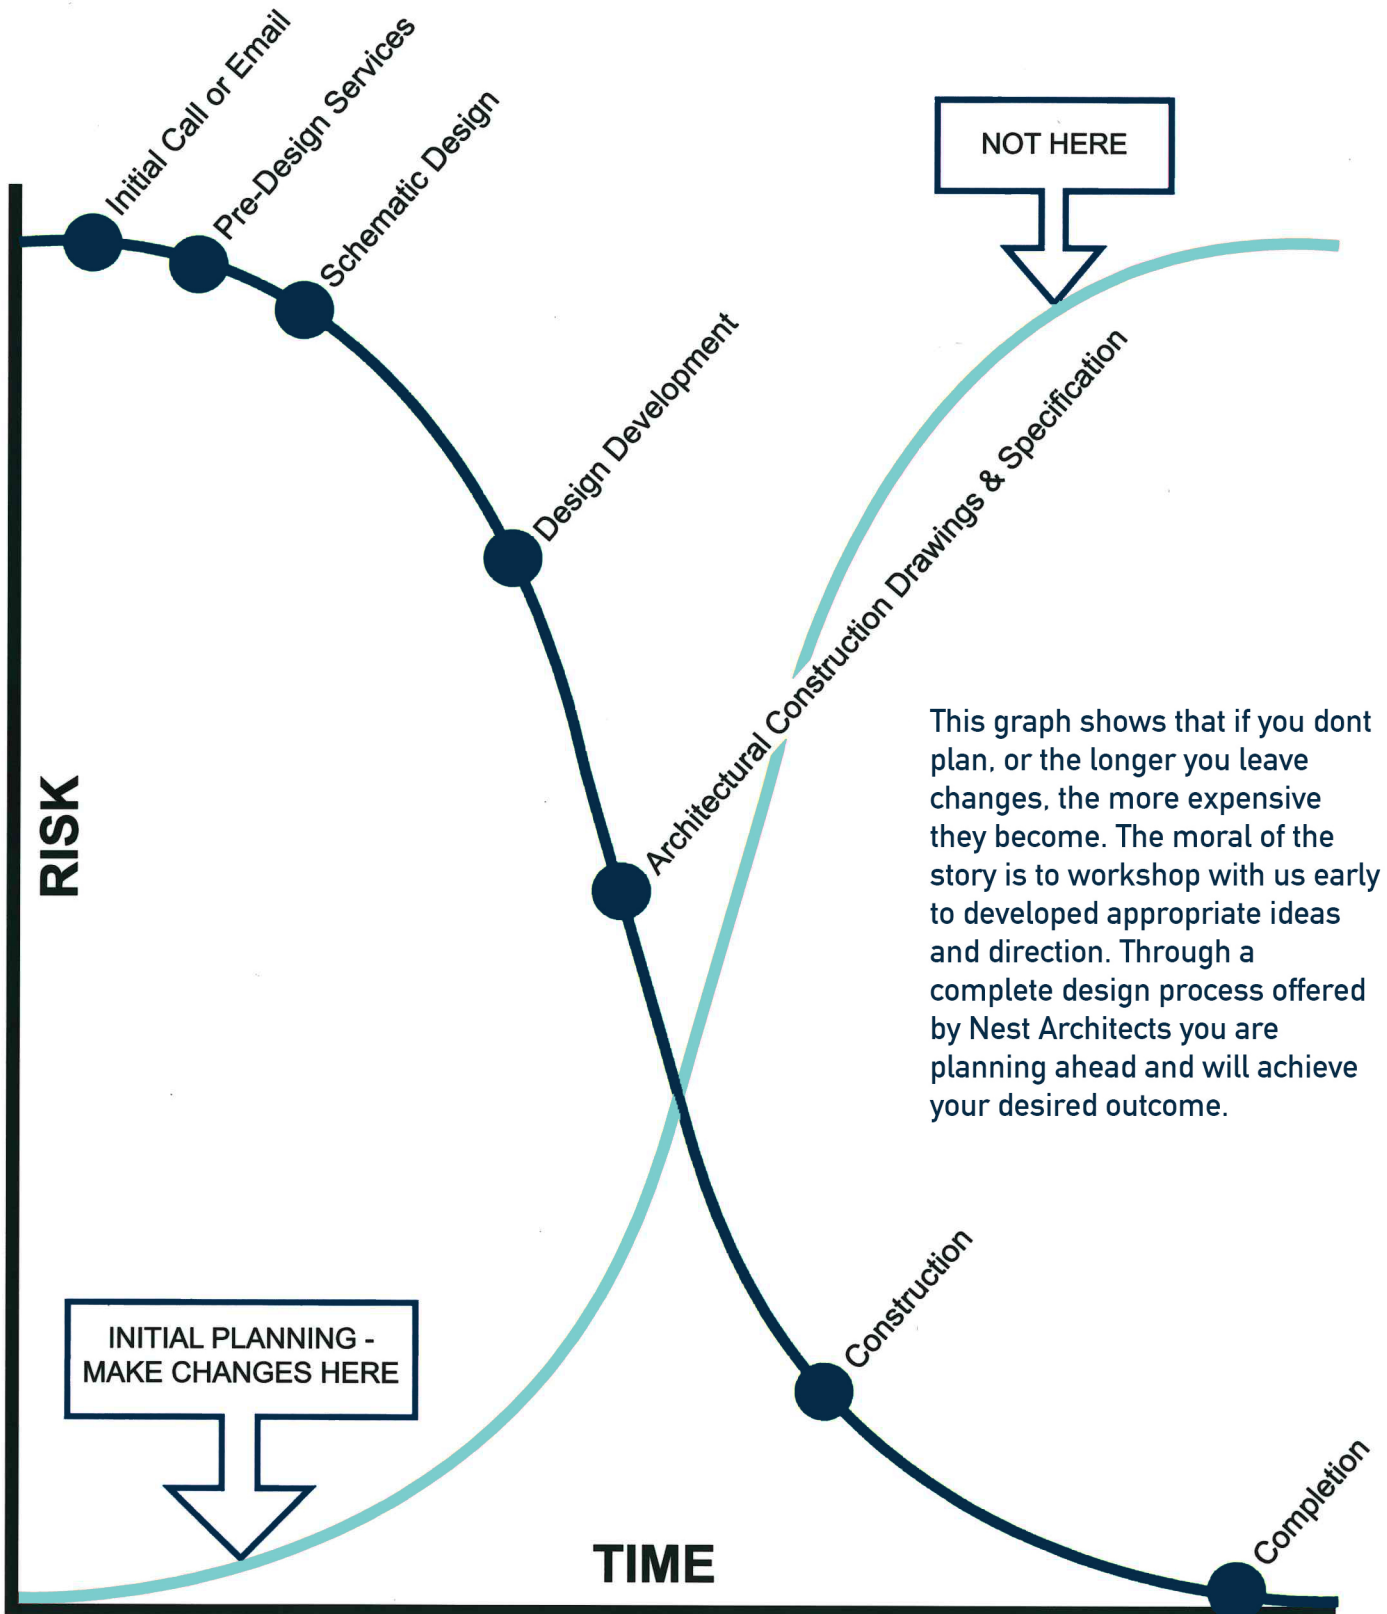 Initial Call or Email
Pre-Design Services
Schematic Design
NOT HERE
Design Development
Architectural Construction Drawings & Specification
This graph shows that if you dont
plan, or the longer you leave
changes, the more expensive
they become. The moral of the
story is to workshop with us early
to developed appropriate ideas
and direction. Through a
complete design process offered
by Nest Architects you are
planning ahead and will achieve
your desired outcome.
RISK
Construction
INITIAL PLANNING -
MAKE CHANGES HERE
Completion
TIME